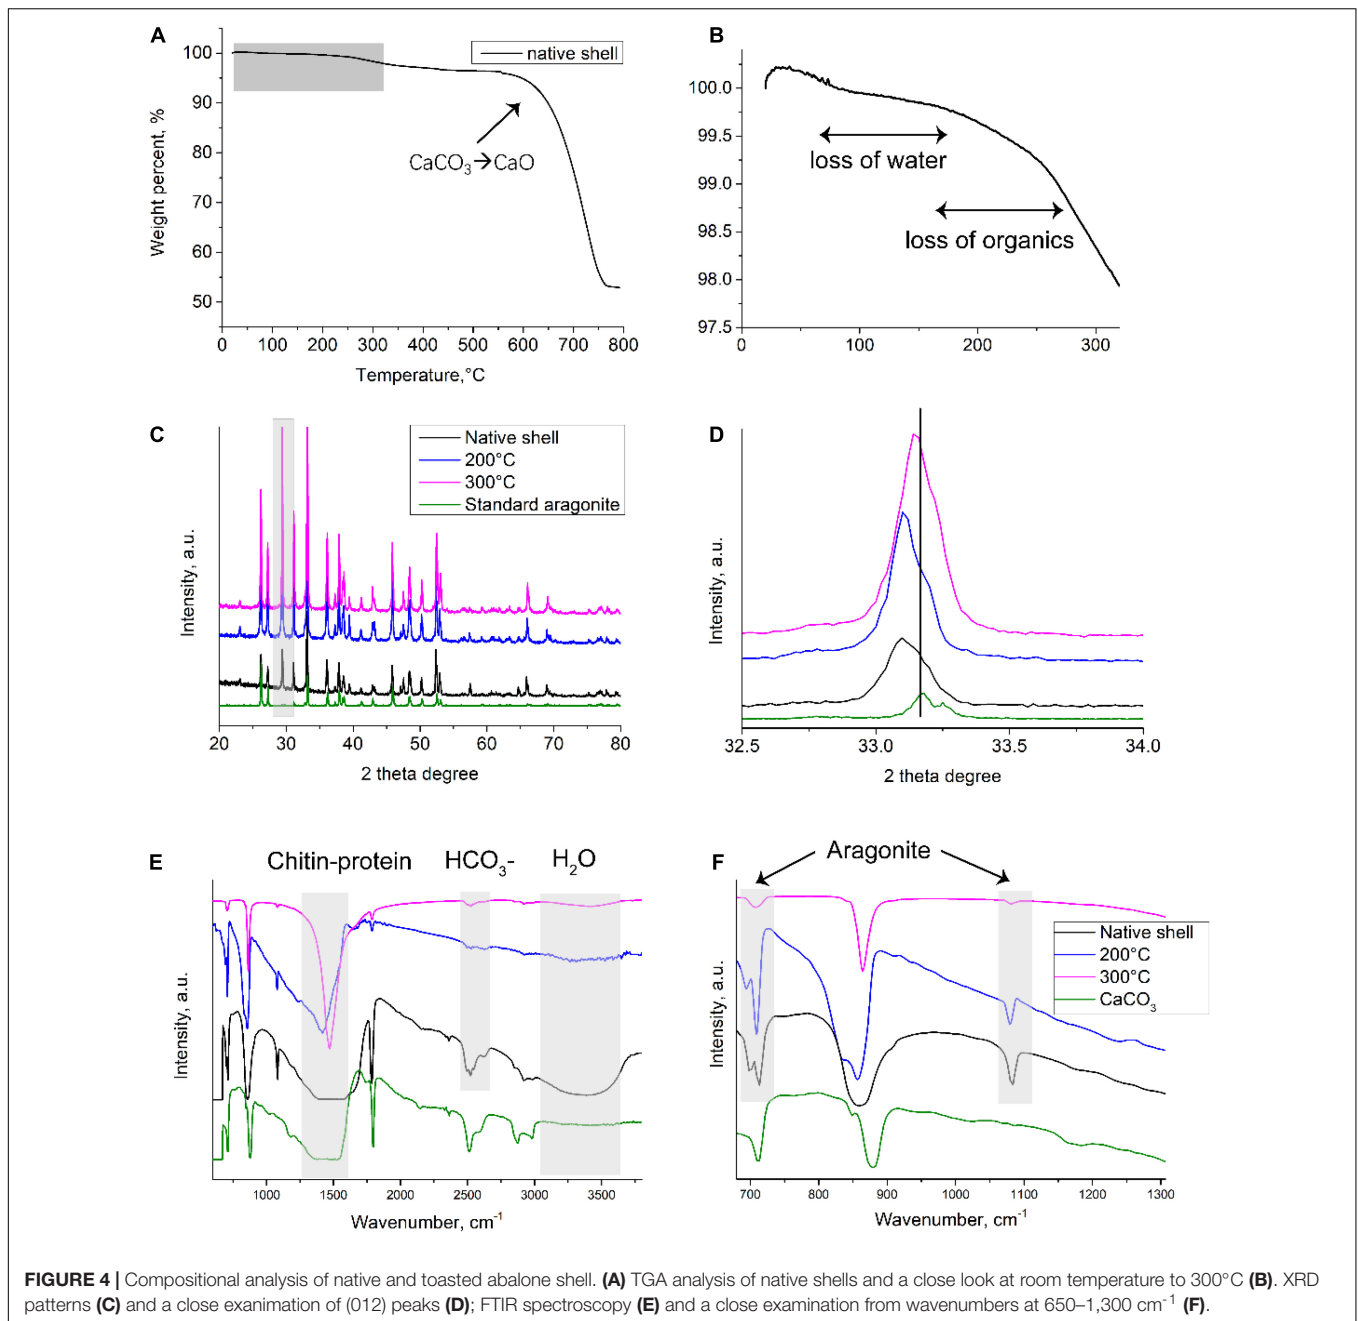 A
native shell
100
90
80
70
60
50
Weight percent, %
CaCO₃→CaO
0 100 200 300 400 500 600 700 800
Temperature,°C
B
100.0
99.5
99.0
98.5
98.0
97.5
loss of water
loss of organics
0 100 200 300
C
Native shell
200°C
300°C
Standard aragonite
Intensity, a.u.
20 30 40 50 60 70 80
2 theta degree
D
Intensity, a.u.
32.5 33.0 33.5 34.0
2 theta degree
E
Chitin-protein HCO₃- H₂O
Intensity, a.u.
1000 1500 2000 2500 3000 3500
Wavenumber, cm⁻¹
F
Aragonite
Native shell
200°C
300°C
CaCO₃
Intensity, a.u.
700 800 900 1000 1100 1200 1300
Wavenumber, cm⁻¹
FIGURE 4 | Compositional analysis of native and toasted abalone shell. (A) TGA analysis of native shells and a close look at room temperature to 300°C (B). XRD
patterns (C) and a close exanimation of (012) peaks (D); FTIR spectroscopy (E) and a close examination from wavenumbers at 650–1,300 cm⁻¹ (F).